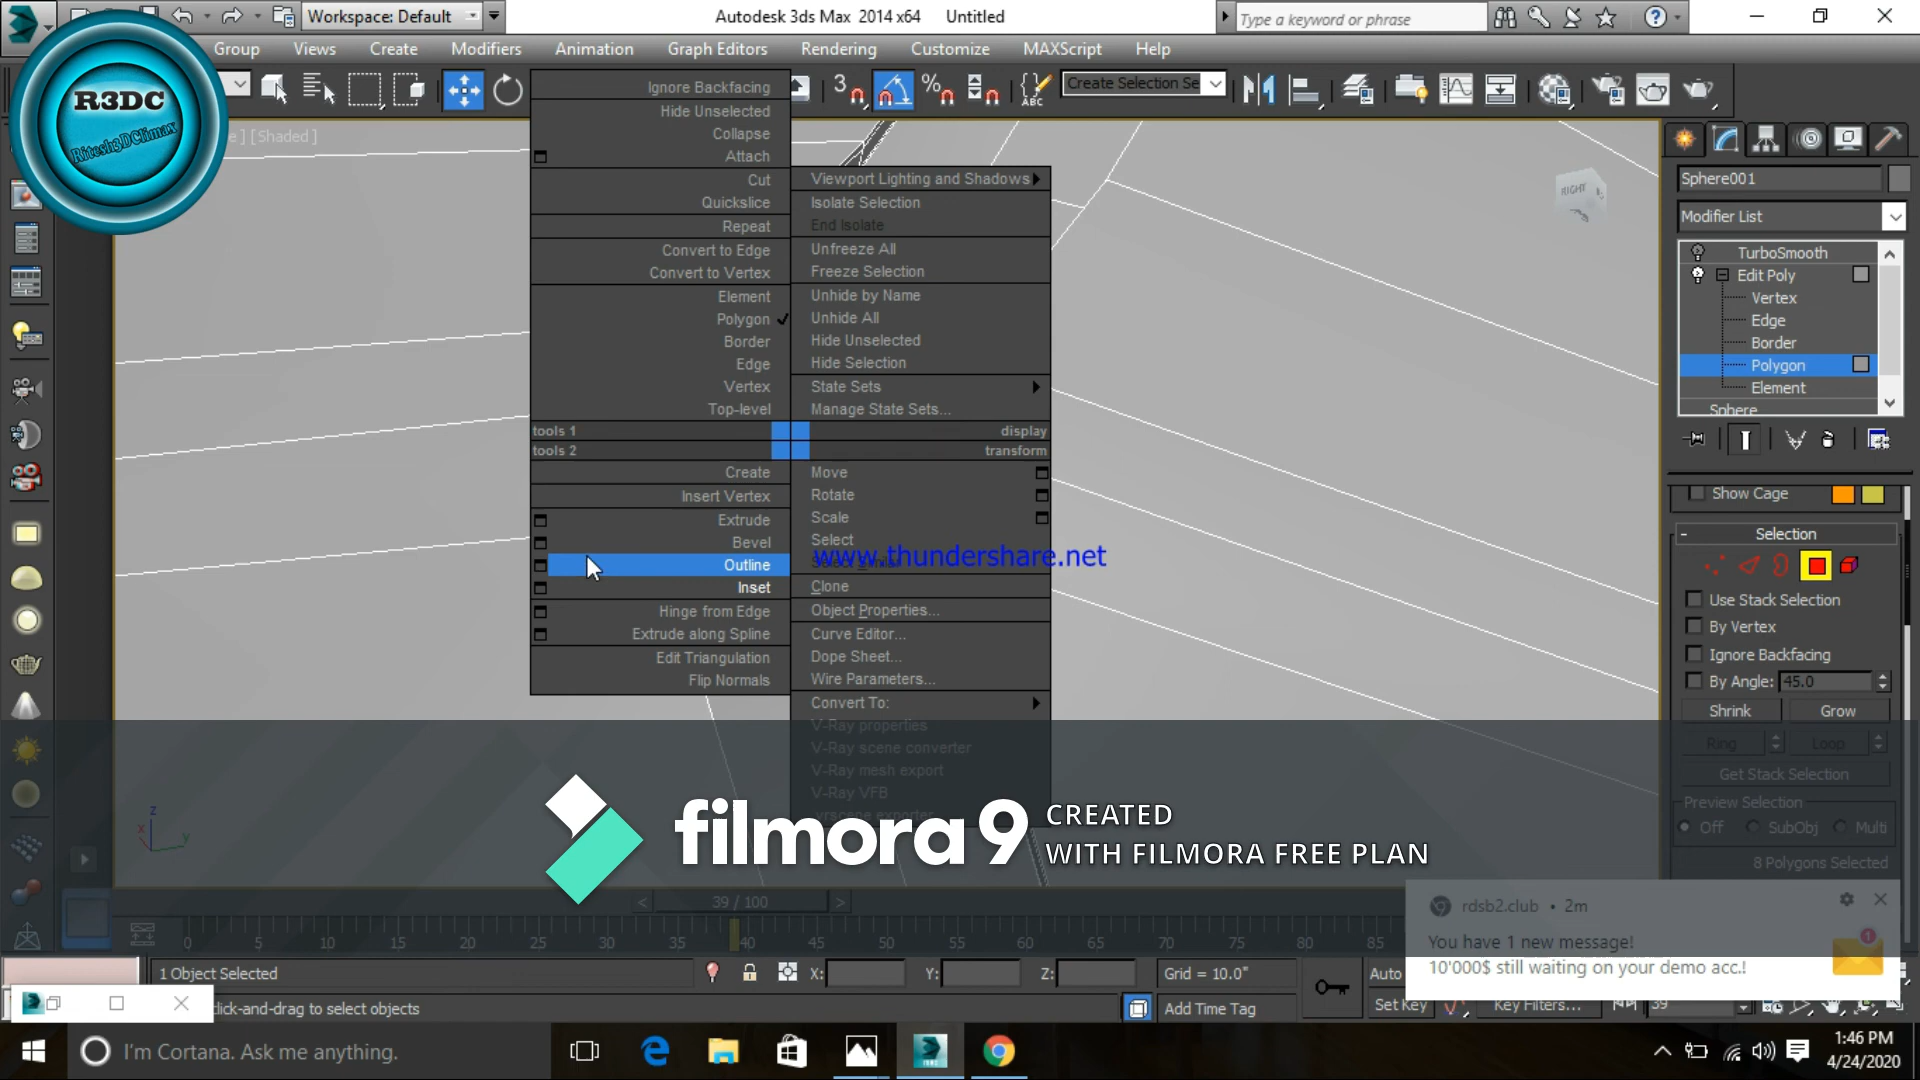 Workspace: Default
Autodesk 3ds Max 2014 x64 Untitled
Type a keyword or phrase
Group Views Create Modifiers Animation Graph Editors Rendering Customize MAXScript Help
R3DC
Ritesh3DClimax
3
%
ABC
Create Selection Se
[Shaded]
Ignore Backfacing
Hide Unselected
Collapse
Attach
Cut
Quickslice
Repeat
Convert to Edge
Convert to Vertex
Element
Polygon
Border
Edge
Vertex
Top-level
tools 1
tools 2
Create
Insert Vertex
Extrude
Bevel
Outline
Inset
Hinge from Edge
Extrude along Spline
Edit Triangulation
Flip Normals
Viewport Lighting and Shadows
Isolate Selection
End Isolate
Unfreeze All
Freeze Selection
Unhide by Name
Unhide All
Hide Unselected
Hide Selection
State Sets
Manage State Sets...
display
transform
Move
Rotate
Scale
Select
Select Similar
www.thundershare.net
Clone
Object Properties...
Curve Editor...
Dope Sheet...
Wire Parameters...
Convert To:
V-Ray properties
V-Ray scene converter
V-Ray mesh export
V-Ray VFB
.vrscene exporter
RIGHT
Sphere001
Modifier List
TurboSmooth
Edit Poly
Vertex
Edge
Border
Polygon
Element
Sphere
Show Cage
- Selection
Use Stack Selection
By Vertex
Ignore Backfacing
By Angle: 45.0
Shrink Grow
Ring Loop
Get Stack Selection
Preview Selection
Off SubObj Multi
8 Polygons Selected
filmora9 CREATED
WITH FILMORA FREE PLAN
z
x
y
< 39 / 100 >
0 5 10 15 20 25 30 35 40 45 50 55 60 65 70 75 80 85
rdsb2.club • 2m
You have 1 new message!
10'000$ still waiting on your demo acc.!
1
1 Object Selected
X: Y: Z: Grid = 10.0" Auto
click-and-drag to select objects
Add Time Tag
Set Key Key Filters... 39
I'm Cortana. Ask me anything.
1:46 PM
4/24/2020